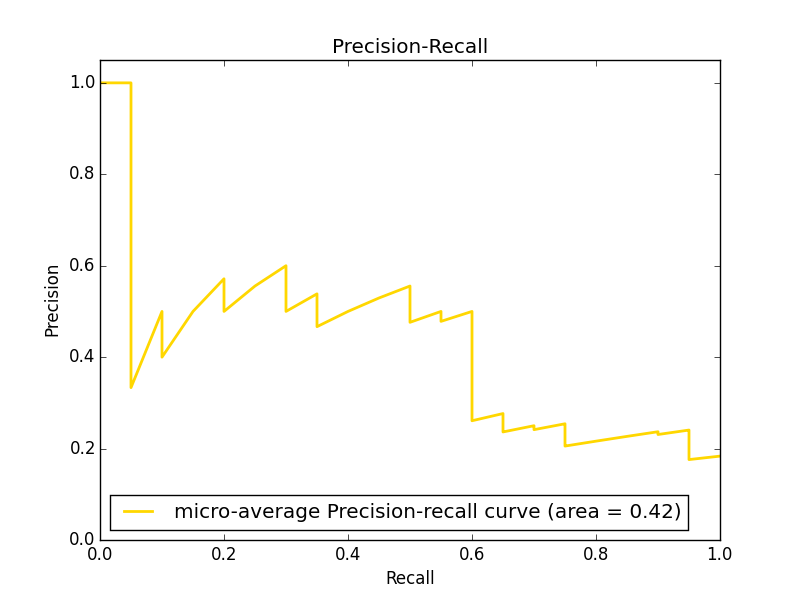 Precision-Recall
1.0
0.8
0.6
0.4
0.2
0.0
Precision
micro-average Precision-recall curve (area = 0.42)
0.0 0.2 0.4 0.6 0.8 1.0
Recall